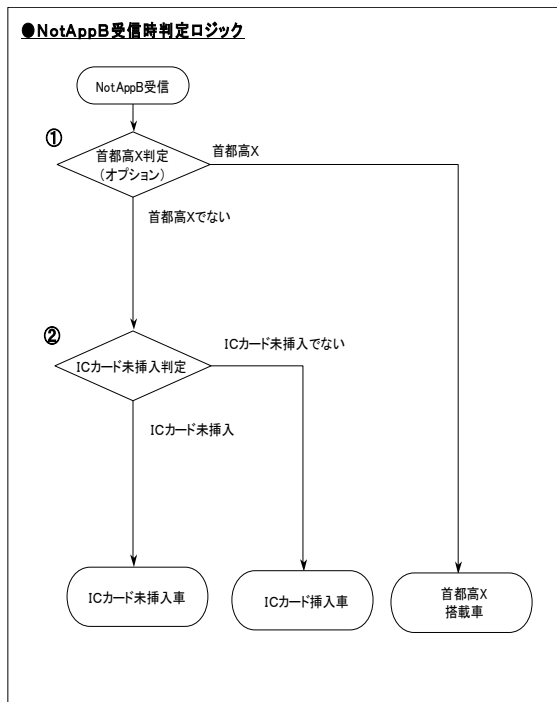 ●NotAppB受信時判定ロジック
NotAppB受信
①
首都高X判定
(オプション)
首都高X
首都高Xでない
②
ICカード未挿入判定
ICカード未挿入でない
ICカード未挿入
ICカード未挿入車
ICカード挿入車
首都高X
搭載車